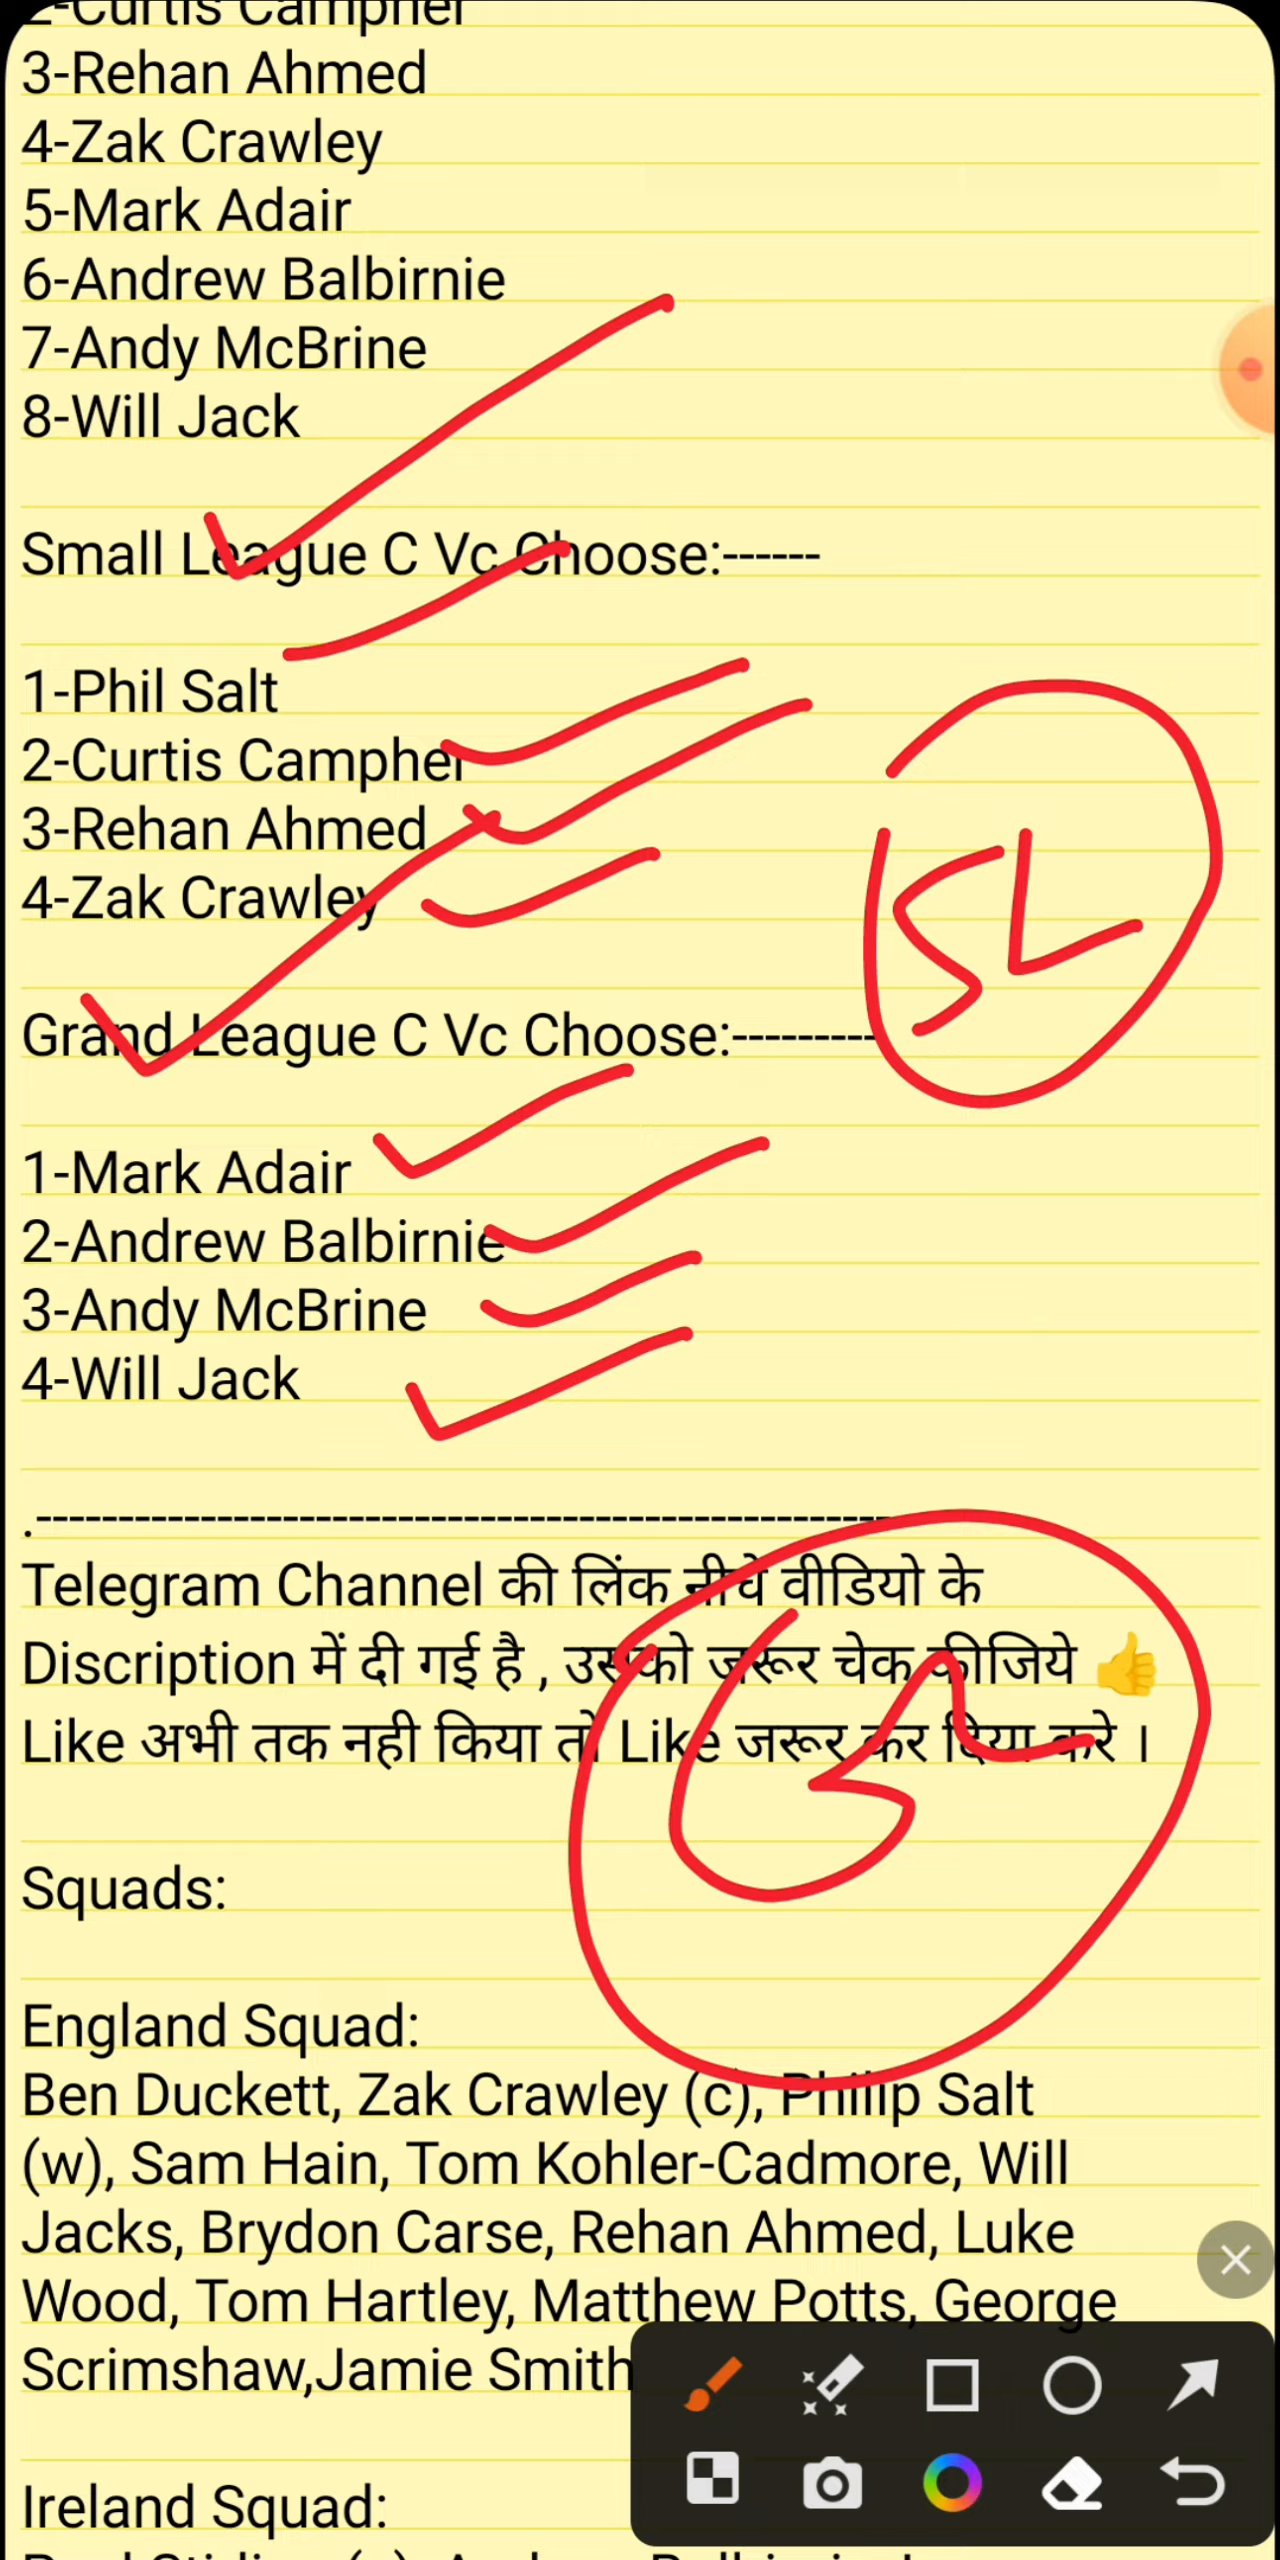 2-Curtis Campher
3-Rehan Ahmed
4-Zak Crawley
5-Mark Adair
6-Andrew Balbirnie
7-Andy McBrine
8-Will Jack
Small League C Vc Choose:------
1-Phil Salt
2-Curtis Campher
3-Rehan Ahmed
4-Zak Crawley
SL
Grand League C Vc Choose:---------
1-Mark Adair
2-Andrew Balbirnie
3-Andy McBrine
4-Will Jack
.-----------------------------------------------------
Telegram Channel की लिंक नीचे वीडियो के
Discription में दी गई है , उसको जरूर चेक कीजिये 👍
Like अभी तक नही किया तो Like जरूर कर दिया करे ।
GL
Squads:
England Squad:
Ben Duckett, Zak Crawley (c), Philip Salt
(w), Sam Hain, Tom Kohler-Cadmore, Will
Jacks, Brydon Carse, Rehan Ahmed, Luke
Wood, Tom Hartley, Matthew Potts, George
Scrimshaw,Jamie Smith
Ireland Squad: